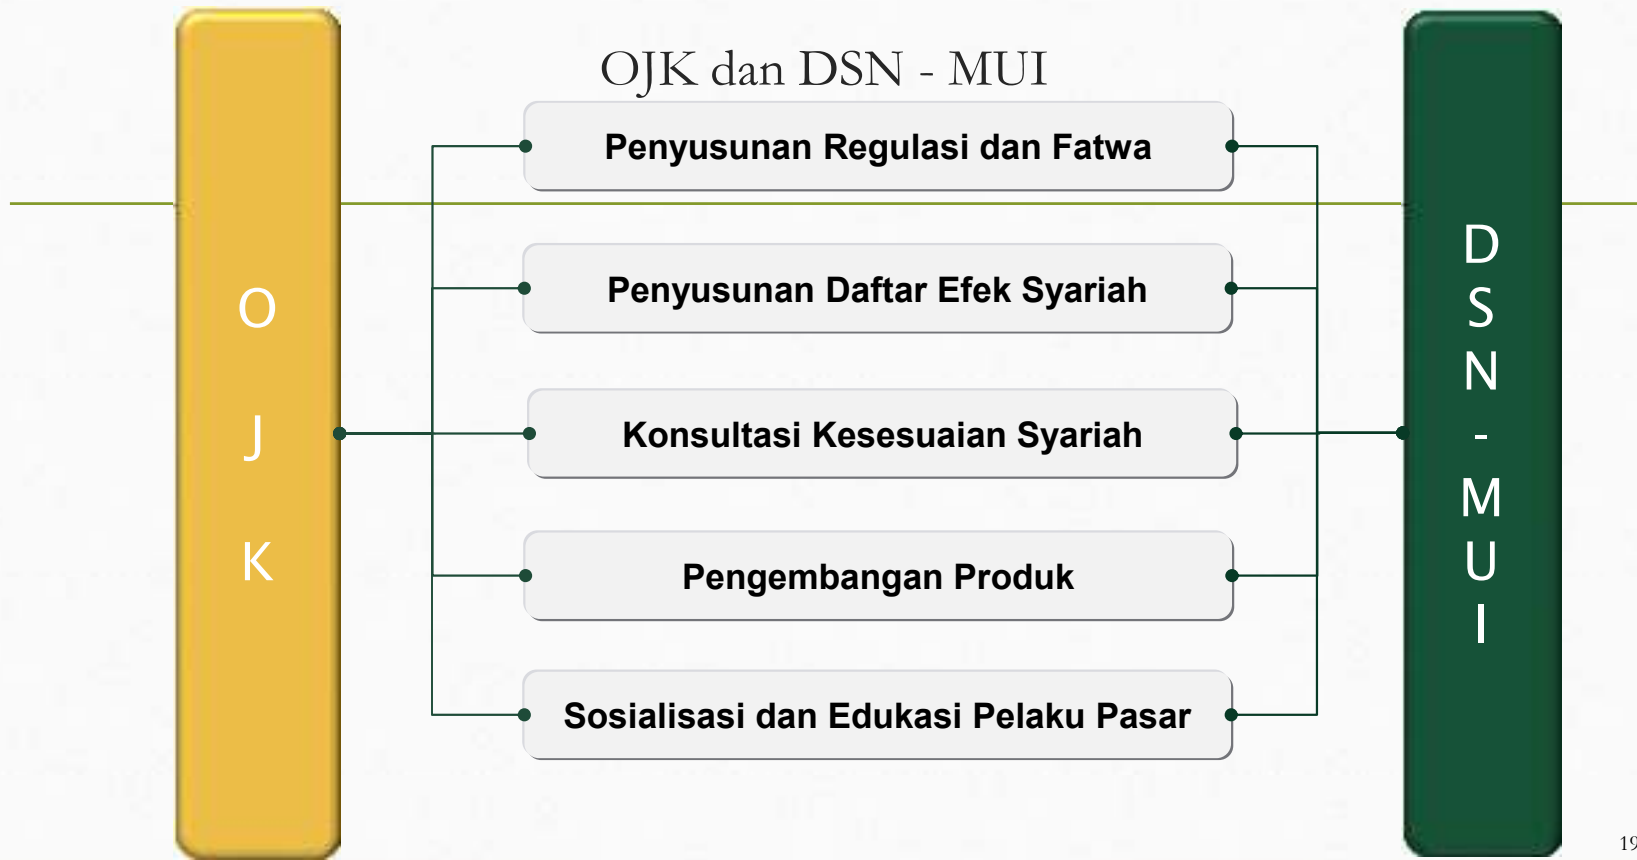 OJK dan DSN - MUI
O
J
K
Penyusunan Regulasi dan Fatwa
Penyusunan Daftar Efek Syariah
Konsultasi Kesesuaian Syariah
Pengembangan Produk
Sosialisasi dan Edukasi Pelaku Pasar
D
S
N
-
M
U
I
19